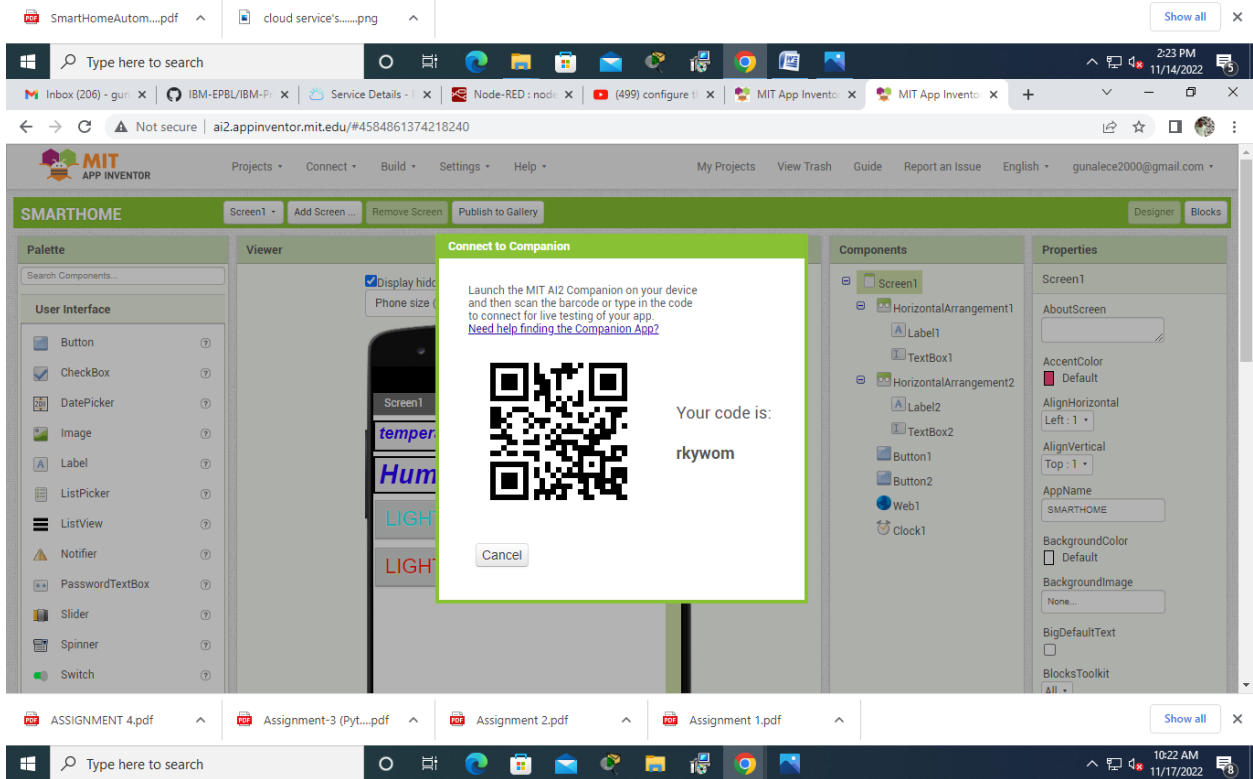 SmartHomeAutom....pdf
cloud service's......png
Show all
Type here to search
2:23 PM
11/14/2022
5
Inbox (206) - gun
IBM-EPBL/IBM-Pr
Service Details - I
Node-RED : node
(499) configure t
MIT App Invento
MIT App Invento
Not secure | ai2.appinventor.mit.edu/#4584861374218240
MIT
APP INVENTOR
Projects
Connect
Build
Settings
Help
My Projects
View Trash
Guide
Report an Issue
English
gunalece2000@gmail.com
SMARTHOME
Screen1
Add Screen ...
Remove Screen
Publish to Gallery
Designer
Blocks
Palette
Search Components...
User Interface
Button
CheckBox
DatePicker
Image
Label
ListPicker
ListView
Notifier
PasswordTextBox
Slider
Spinner
Switch
Viewer
Display hidd
Phone size (
Screen1
temper
Hum
LIGH
LIGHT
Connect to Companion
Launch the MIT AI2 Companion on your device
and then scan the barcode or type in the code
to connect for live testing of your app.
Need help finding the Companion App?
Your code is:
rkywom
Cancel
Components
Screen1
HorizontalArrangement1
Label1
TextBox1
HorizontalArrangement2
Label2
TextBox2
Button1
Button2
Web1
Clock1
Properties
Screen1
AboutScreen
AccentColor
Default
AlignHorizontal
Left : 1
AlignVertical
Top : 1
AppName
SMARTHOME
BackgroundColor
Default
BackgroundImage
None...
BigDefaultText
BlocksToolkit
All
ASSIGNMENT 4.pdf
Assignment-3 (Pyt....pdf
Assignment 2.pdf
Assignment 1.pdf
Show all
Type here to search
10:22 AM
11/17/2022
8